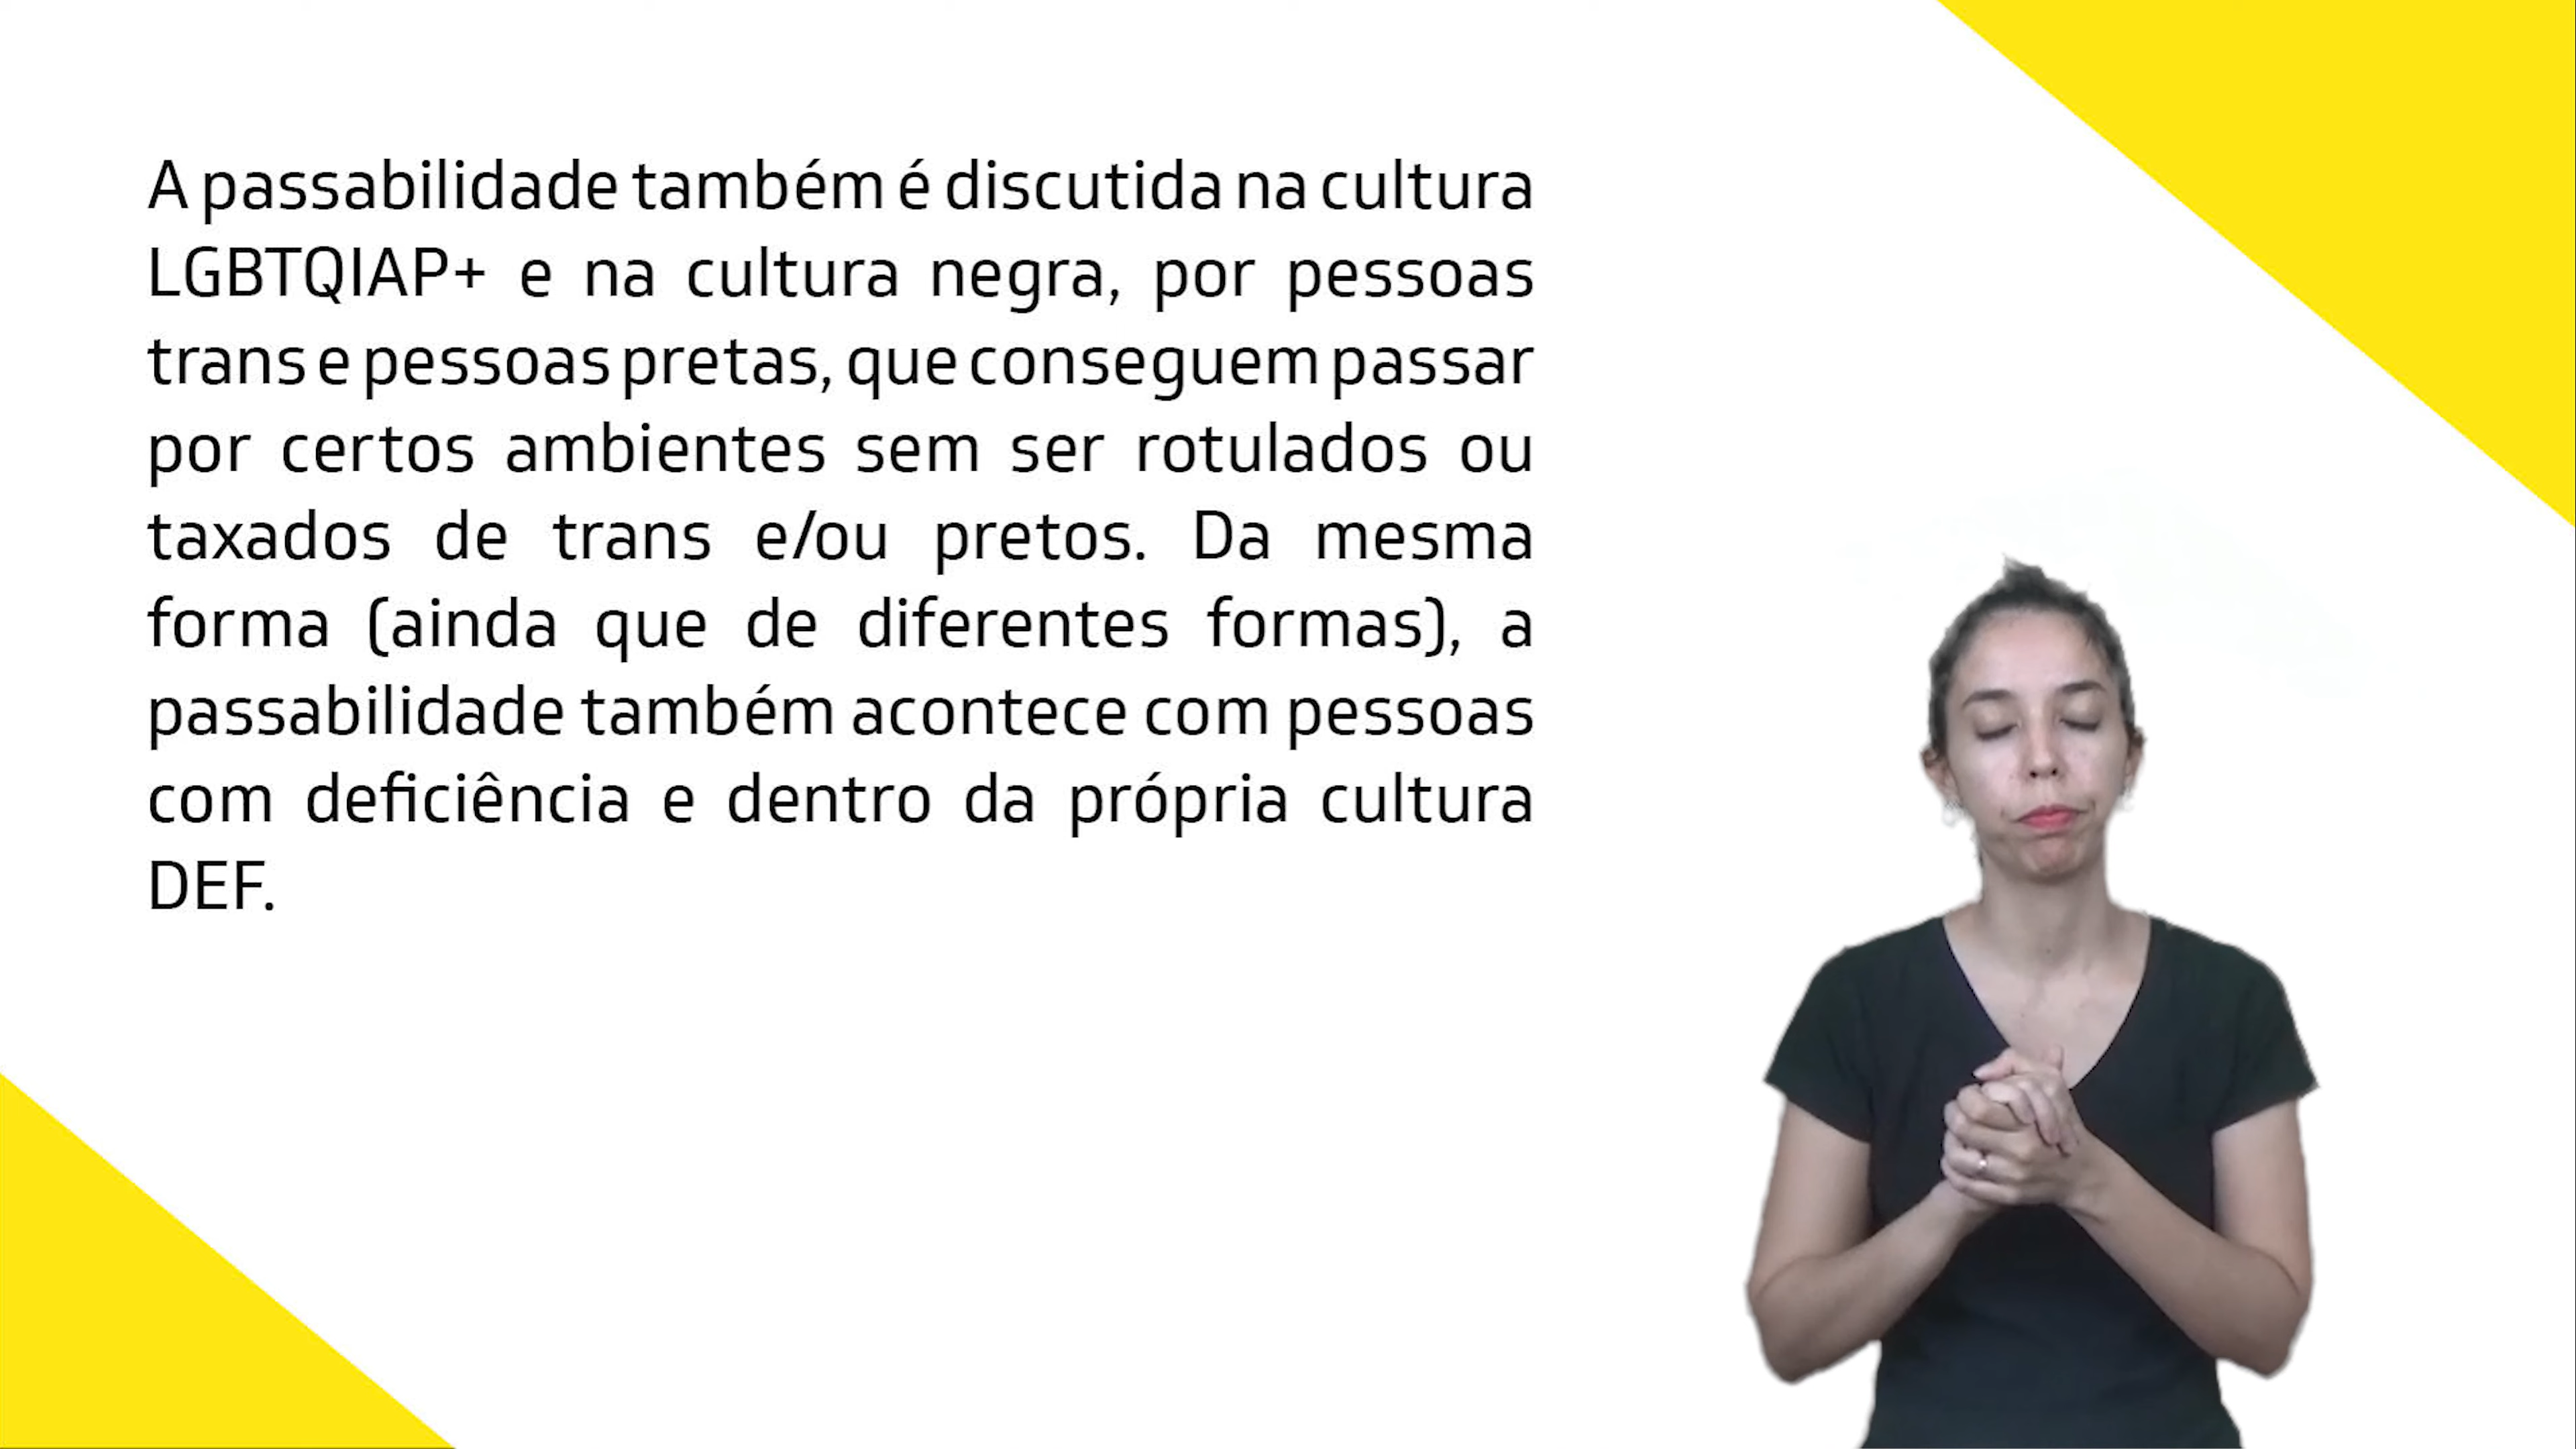 A passabilidade também é discutida na cultura
LGBTQIAP+ e na cultura negra, por pessoas
trans e pessoas pretas, que conseguem passar
por certos ambientes sem ser rotulados ou
taxados de trans e/ou pretos. Da mesma
forma (ainda que de diferentes formas), a
passabilidade também acontece com pessoas
com deficiência e dentro da própria cultura
DEF.